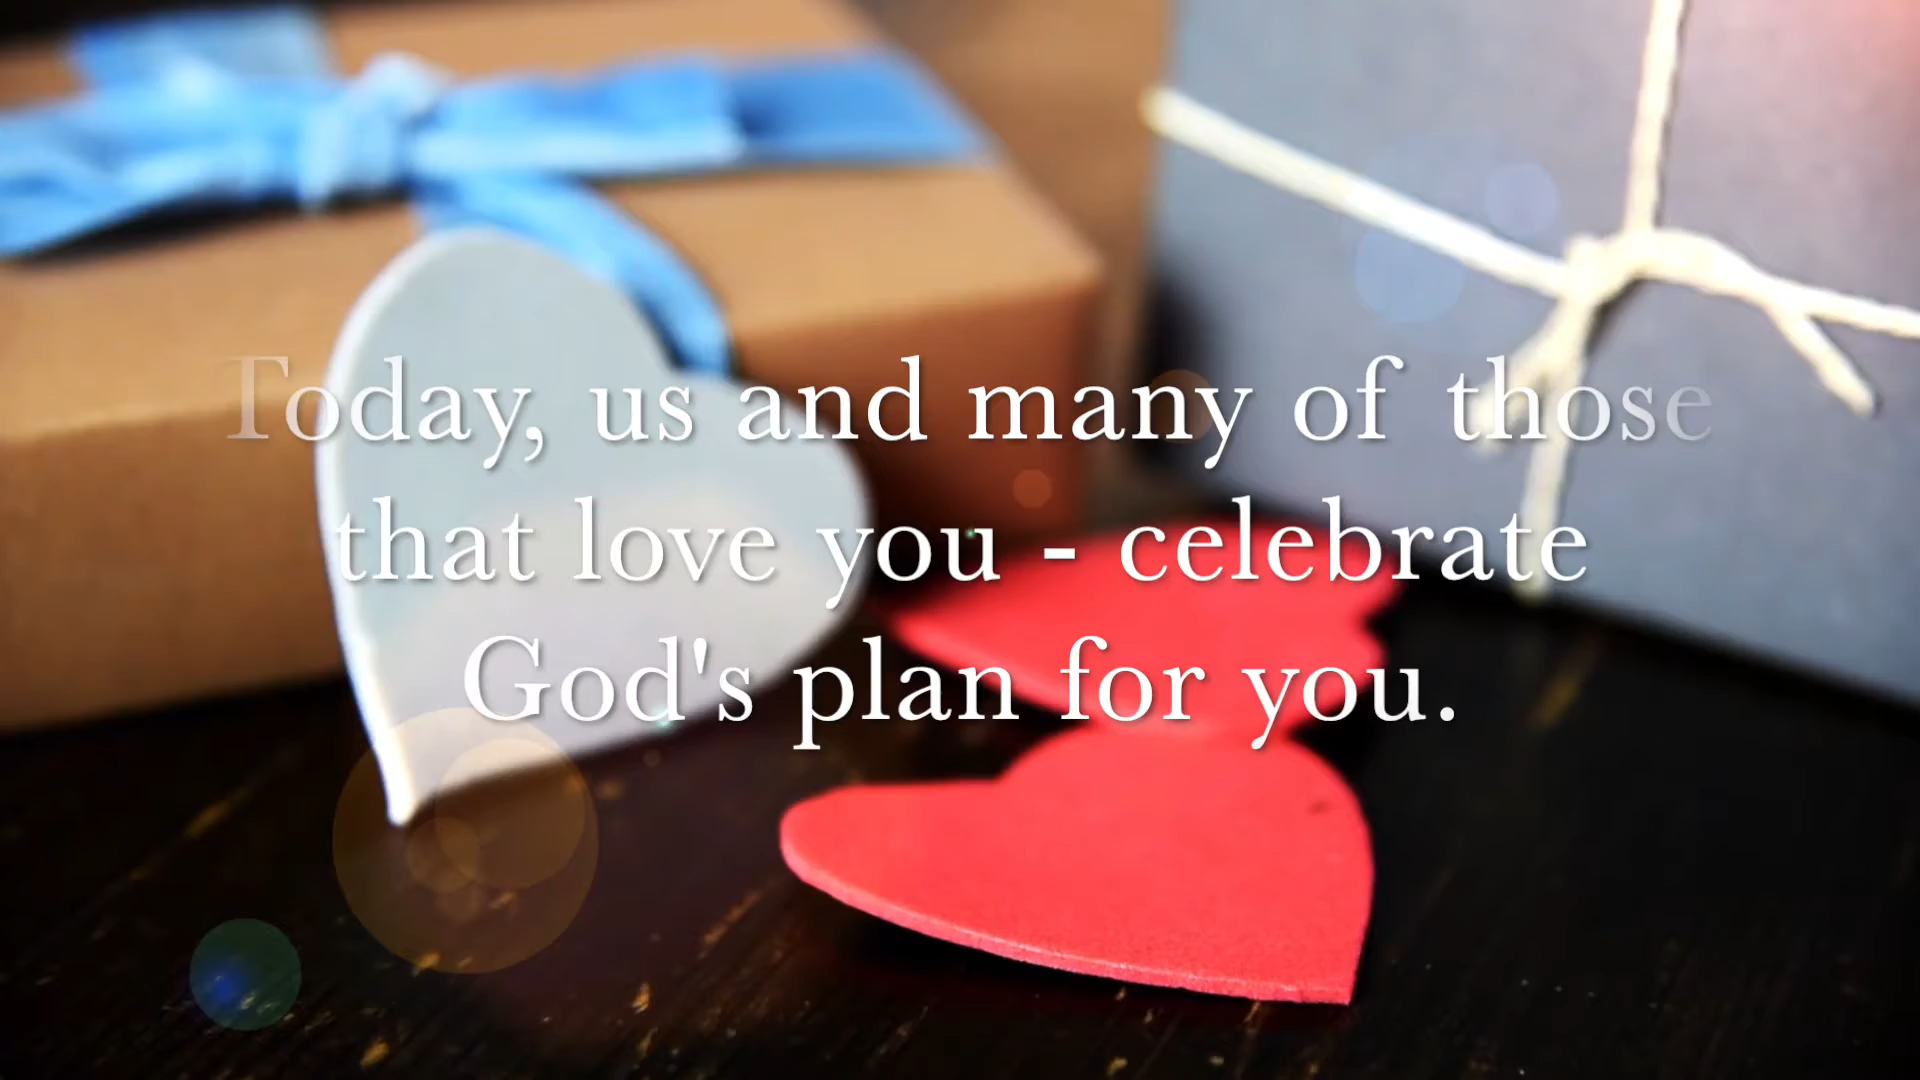 Today, us and many of those
that love you - celebrate
God's plan for you.